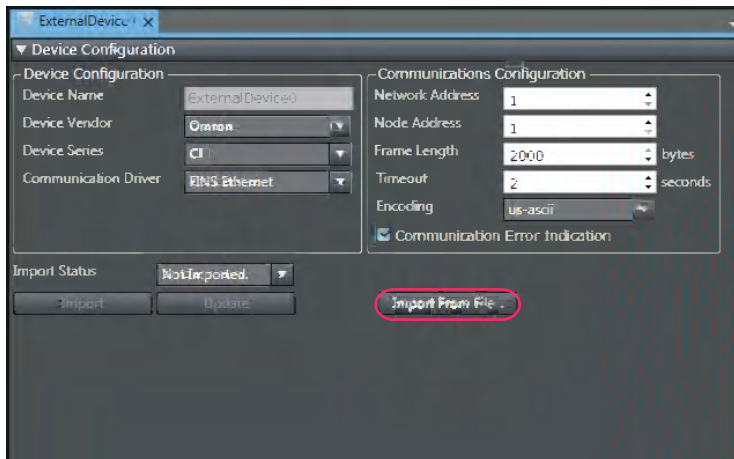 ExternalDevice
Device Configuration
Device Configuration
Device Name
ExternalDevice0
Device Vendor
Omron
Device Series
CJ
Communication Driver
FINS Ethernet
Communications Configuration
Network Address
1
Node Address
1
Frame Length
2000
bytes
Timeout
2
seconds
Encoding
us-ascii
Communication Error Indication
Import Status
Not Imported.
Import
Update
Import From File